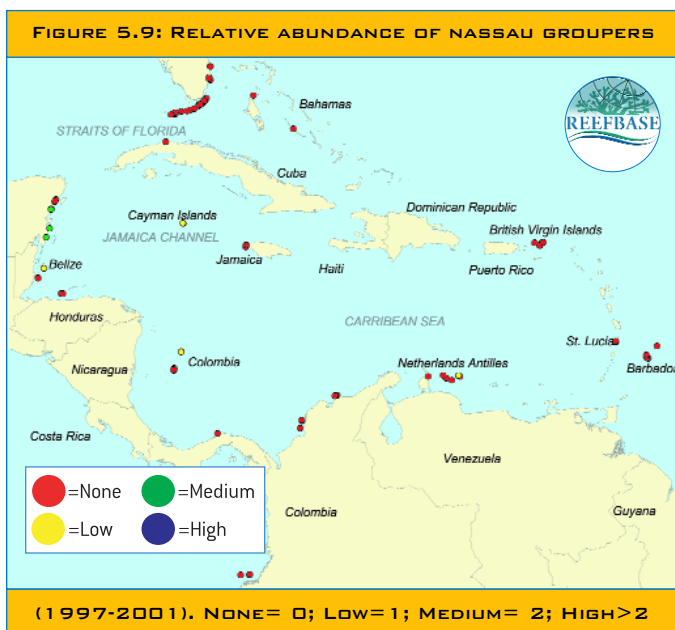 FIGURE 5.9: RELATIVE ABUNDANCE OF NASSAU GROUPERS
Bahamas
REEFBASE
STRAITS OF FLORIDA
Cuba
Cayman Islands
Dominican Republic
JAMAICA CHANNEL
British Virgin Islands
Jamaica
Haiti
Puerto Rico
Belize
Honduras
CARRIBEAN SEA
St. Lucia
Nicaragua
Colombia
Netherlands Antilles
Barbados
Costa Rica
Venezuela
=None
=Medium
=Low
=High
Colombia
Guyana
(1997-2001). NONE= 0; LOW=1; MEDIUM= 2; HIGH>2